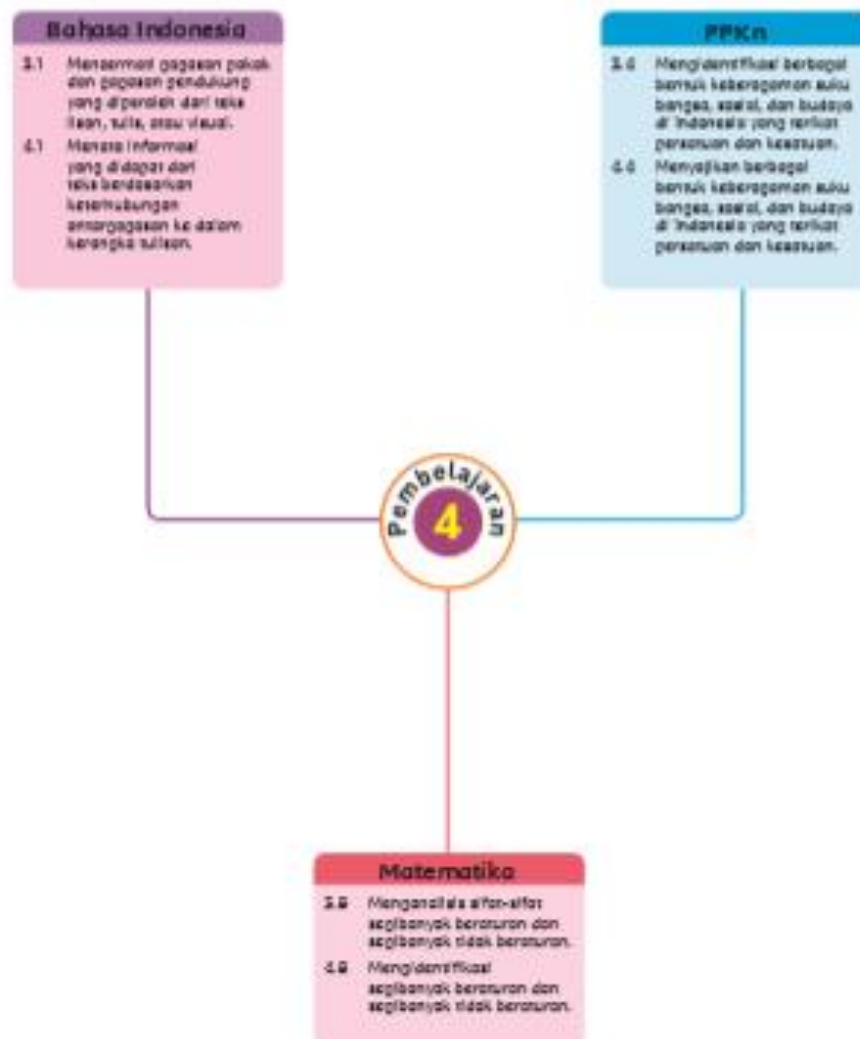 Bahasa Indonesia
3.1 Mencermati gagasan pokok
dan gagasan pendukung
yang diperoleh dari teks
lisan, tulis, atau visual.
4.1 Menata informasi
yang didapat dari
teks berdasarkan
keterhubungan
antargagasan ke dalam
kerangka tulisan.
PPKn
3.4 Mengidentifikasi berbagai
bentuk keberagaman suku
bangsa, sosial, dan budaya
di Indonesia yang terikat
persatuan dan kesatuan.
4.4 Menyajikan berbagai
bentuk keberagaman suku
bangsa, sosial, dan budaya
di Indonesia yang terikat
persatuan dan kesatuan.
Pembelajaran
4
Matematika
3.8 Menganalisis sifat-sifat
segibanyak beraturan dan
segibanyak tidak beraturan.
4.8 Mengidentifikasi
segibanyak beraturan dan
segibanyak tidak beraturan.